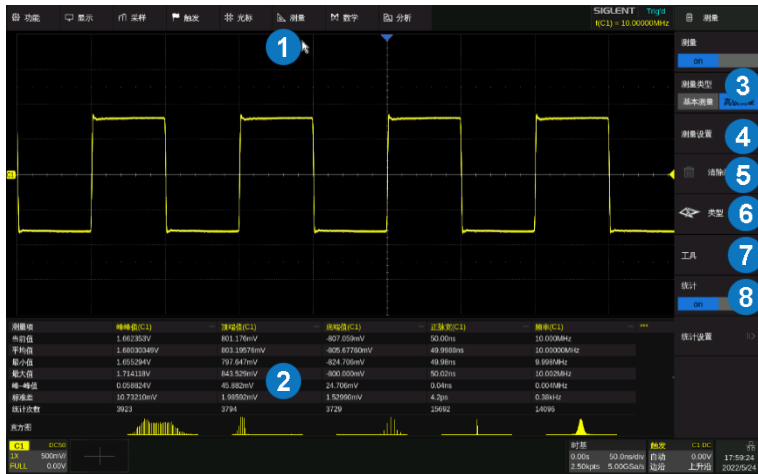 功能 显示 采样 触发 光标 测量 数学 分析 SIGLENT Trig'd 测量
f(C1) = 10.00000MHz
1
测量
on
测量类型 3
基本测量
测量设置 4
清除 5
类型 6
工具 7
统计 8
on
统计设置
C1
测量项 峰峰值(C1) 顶端值(C1) 底端值(C1) 正脉宽(C1) 频率(C1) ***
当前值 1.662353V 801.176mV -807.059mV 50.00ns 10.000MHz
平均值 1.68030349V 803.19576mV -805.67760mV 49.9988ns 10.00000MHz
最小值 1.655294V 797.647mV -824.706mV 49.98ns 9.998MHz
最大值 1.714118V 843.529mV -800.000mV 50.02ns 10.002MHz
峰--峰值 0.058824V 45.882mV 24.706mV 0.04ns 0.004MHz
标准差 10.73210mV 1.98592mV 1.52990mV 4.2ps 0.38kHz
统计次数 3923 3794 3729 15692 14096
直方图
2
C1 DC50
1X 500mV/
FULL 0.00V
时基
0.00s 50.0ns/div
2.50kpts 5.00GSa/s
触发 C1 DC
自动 0.00V
边沿 上升沿
17:59:24
2022/5/24